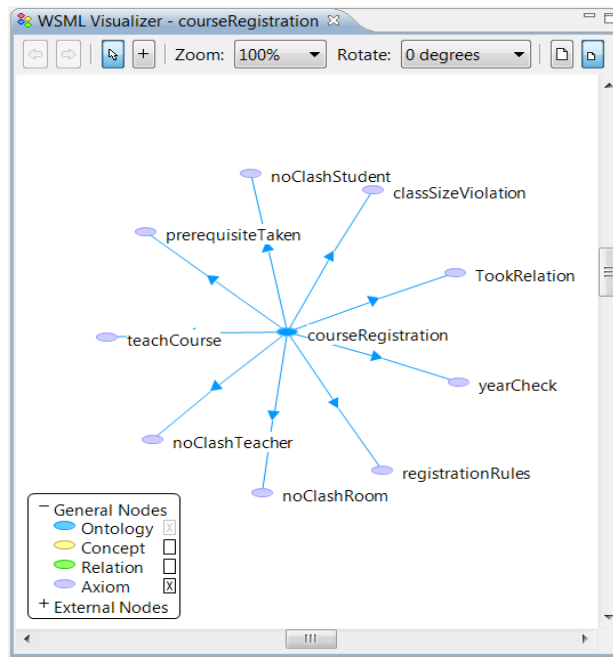 WSML Visualizer - courseRegistration
Zoom: 100% Rotate: 0 degrees
noClashStudent
classSizeViolation
prerequisiteTaken
TookRelation
courseRegistration
teachCourse
yearCheck
noClashTeacher
registrationRules
noClashRoom
General Nodes
Ontology X
Concept
Relation
Axiom X
External Nodes